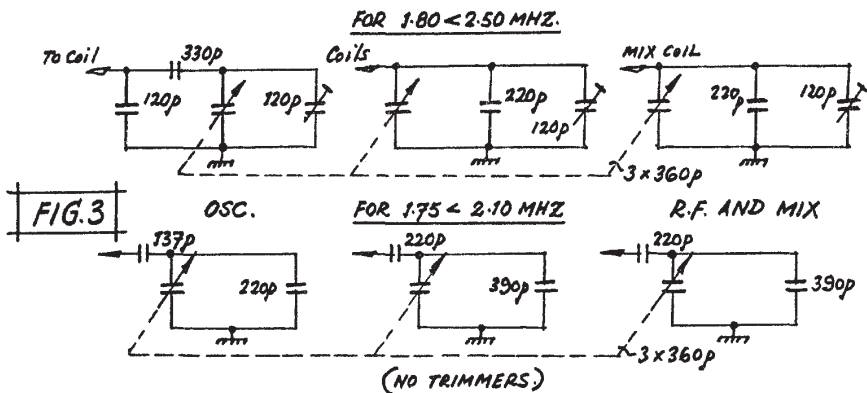 FOR 1.80 < 2.50 MHZ.
To Coil
330p
Coils
MIX COIL
120p
120p
220p
120p
220p
120p
3 x 360p
FIG.3
OSC.
FOR 1.75 < 2.10 MHZ
R.F. AND MIX
137p
220p
220p
220p
390p
390p
3 x 360p
(NO TRIMMERS.)